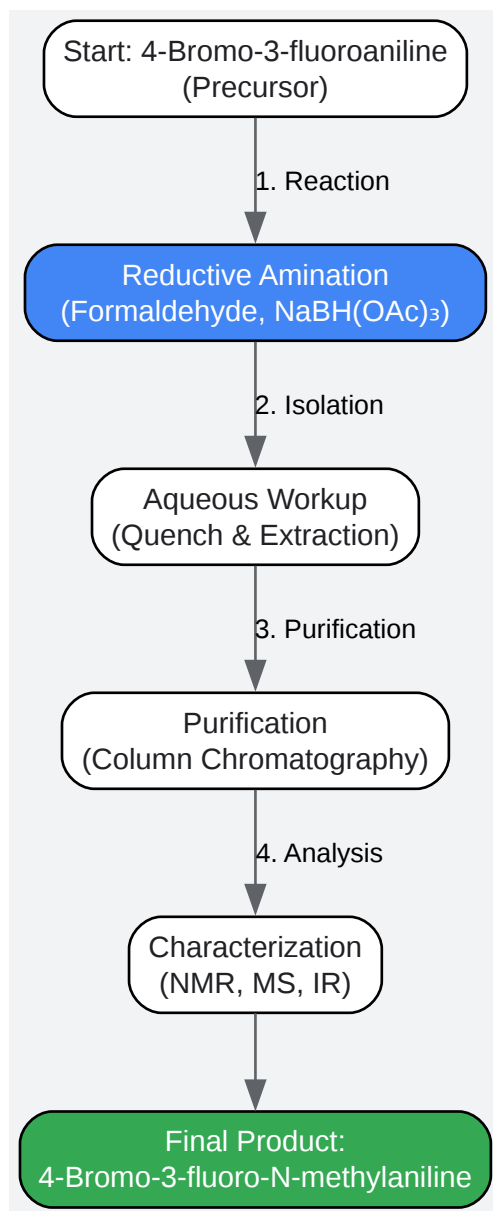 Start: 4-Bromo-3-fluoroaniline
(Precursor)
1. Reaction
Reductive Amination
(Formaldehyde, NaBH(OAc)₃)
2. Isolation
Aqueous Workup
(Quench & Extraction)
3. Purification
Purification
(Column Chromatography)
4. Analysis
Characterization
(NMR, MS, IR)
Final Product:
4-Bromo-3-fluoro-N-methylaniline